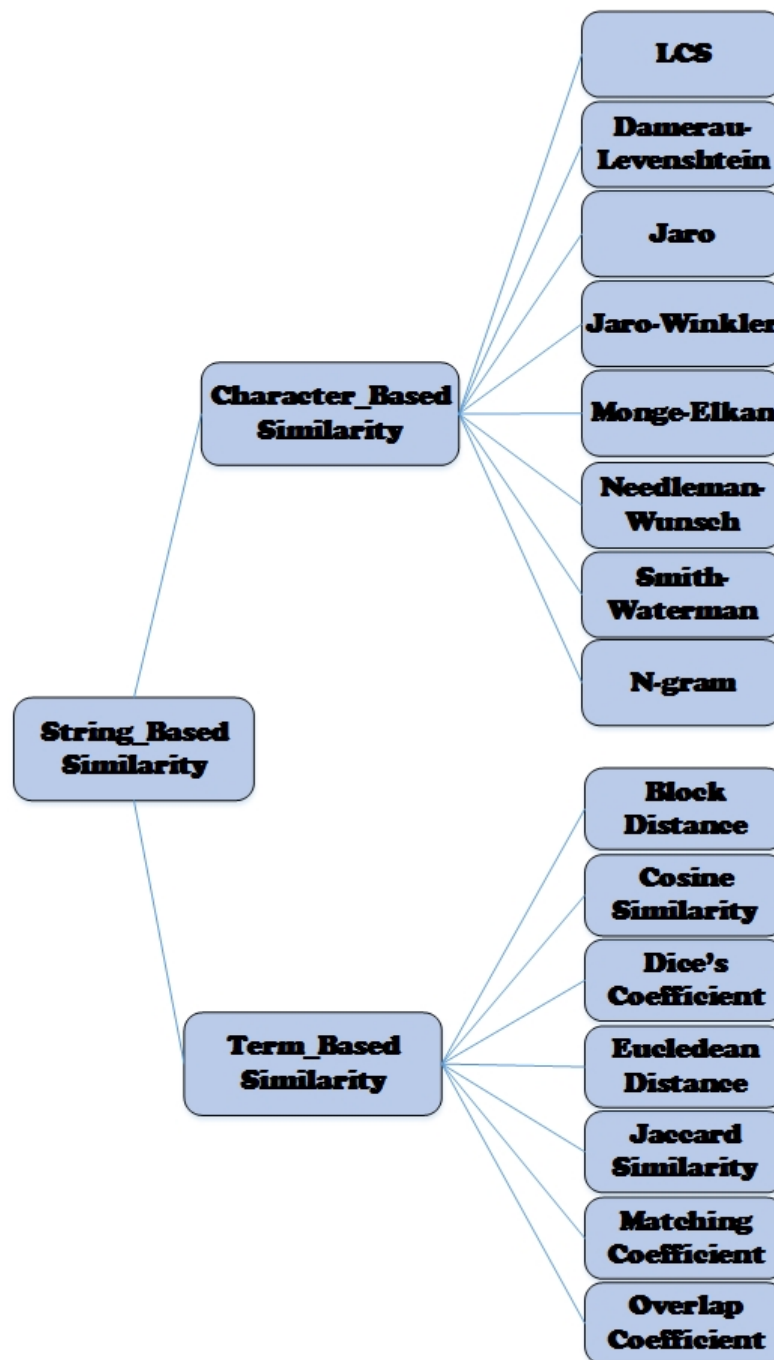 LCS
Damerau-
Levenshtein
Jaro
Jaro-Winkler
Character_Based
Similarity
Monge-Elkan
Needleman-
Wunsch
Smith-
Waterman
N-gram
String_Based
Similarity
Block
Distance
Cosine
Similarity
Dice's
Coefficient
Term_Based
Similarity
Eucledean
Distance
Jaccard
Similarity
Matching
Coefficient
Overlap
Coefficient